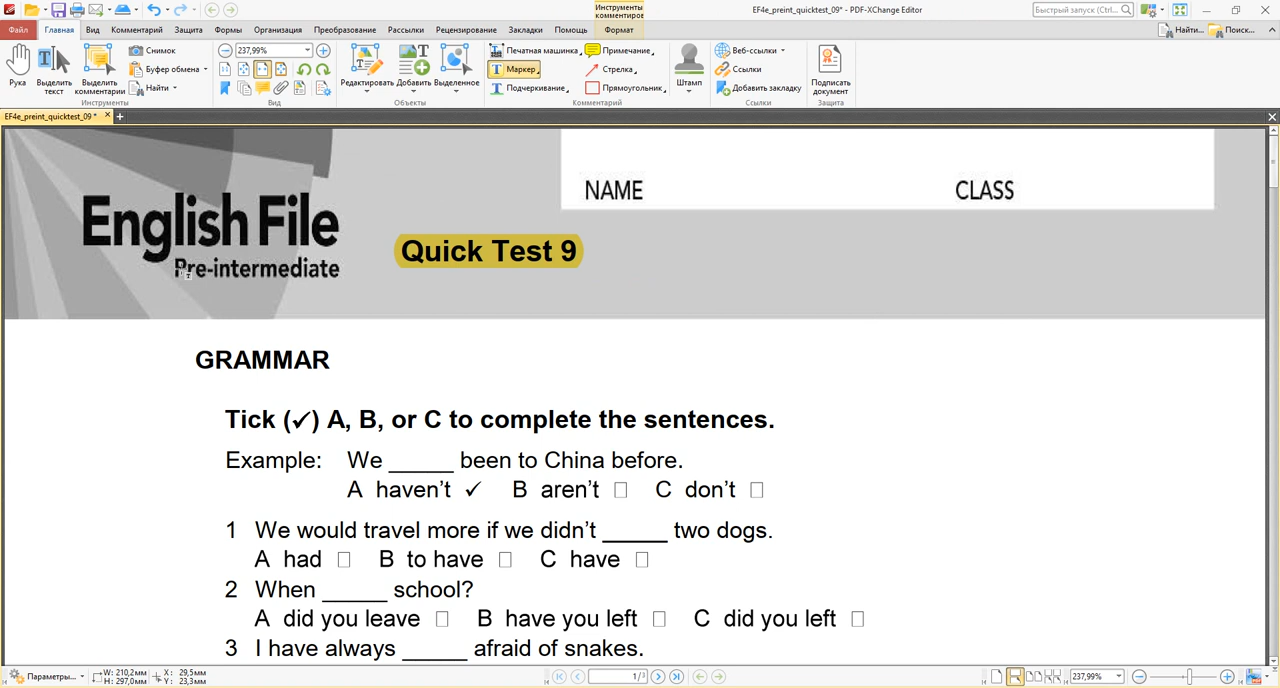 Инструменты комментиров
EF4e_preint_quicktest_09* - PDF-XChange Editor
Быстрый запуск (Ctrl...
Файл Главная Вид Комментарий Защита Формы Организация Преобразование Рассылки Рецензирование Закладки Помощь Формат Найти... Поиск...
Рука
Выделить текст
Выделить комментарии
Снимок
Буфер обмена
Найти
Инструменты
237,99%
Вид
Редактировать
Добавить
Выделенное
Объекты
Печатная машинка
Маркер
Подчеркивание
Примечание
Стрелка
Прямоугольник
Штамп
Комментарий
Веб-ссылки
Ссылки
Добавить закладку
Ссылки
Подписать документ
Защита
EF4e_preint_quicktest_09 *
NAME CLASS
English File
Pre-intermediate
Quick Test 9
GRAMMAR
Tick (✓) A, B, or C to complete the sentences.
Example: We _____ been to China before.
A haven’t ✓ B aren’t □ C don’t □
1 We would travel more if we didn’t _____ two dogs.
A had □ B to have □ C have □
2 When _____ school?
A did you leave □ B have you left □ C did you left □
3 I have always _____ afraid of snakes.
Параметры...
W: 210,2мм
H: 297,0мм
X: 29,5мм
Y: 23,3мм
237,99%